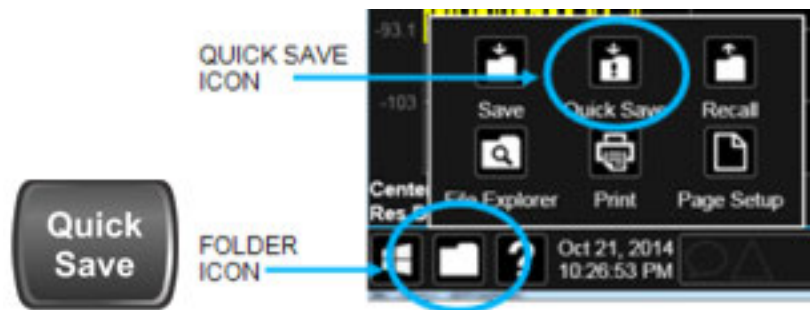 -93.1
QUICK SAVE
ICON
-103
Save
Quick Save
Recall
File Explorer
Print
Page Setup
Res B
Quick
Save
FOLDER
ICON
?
Oct 21, 2014
10:26:53 PM